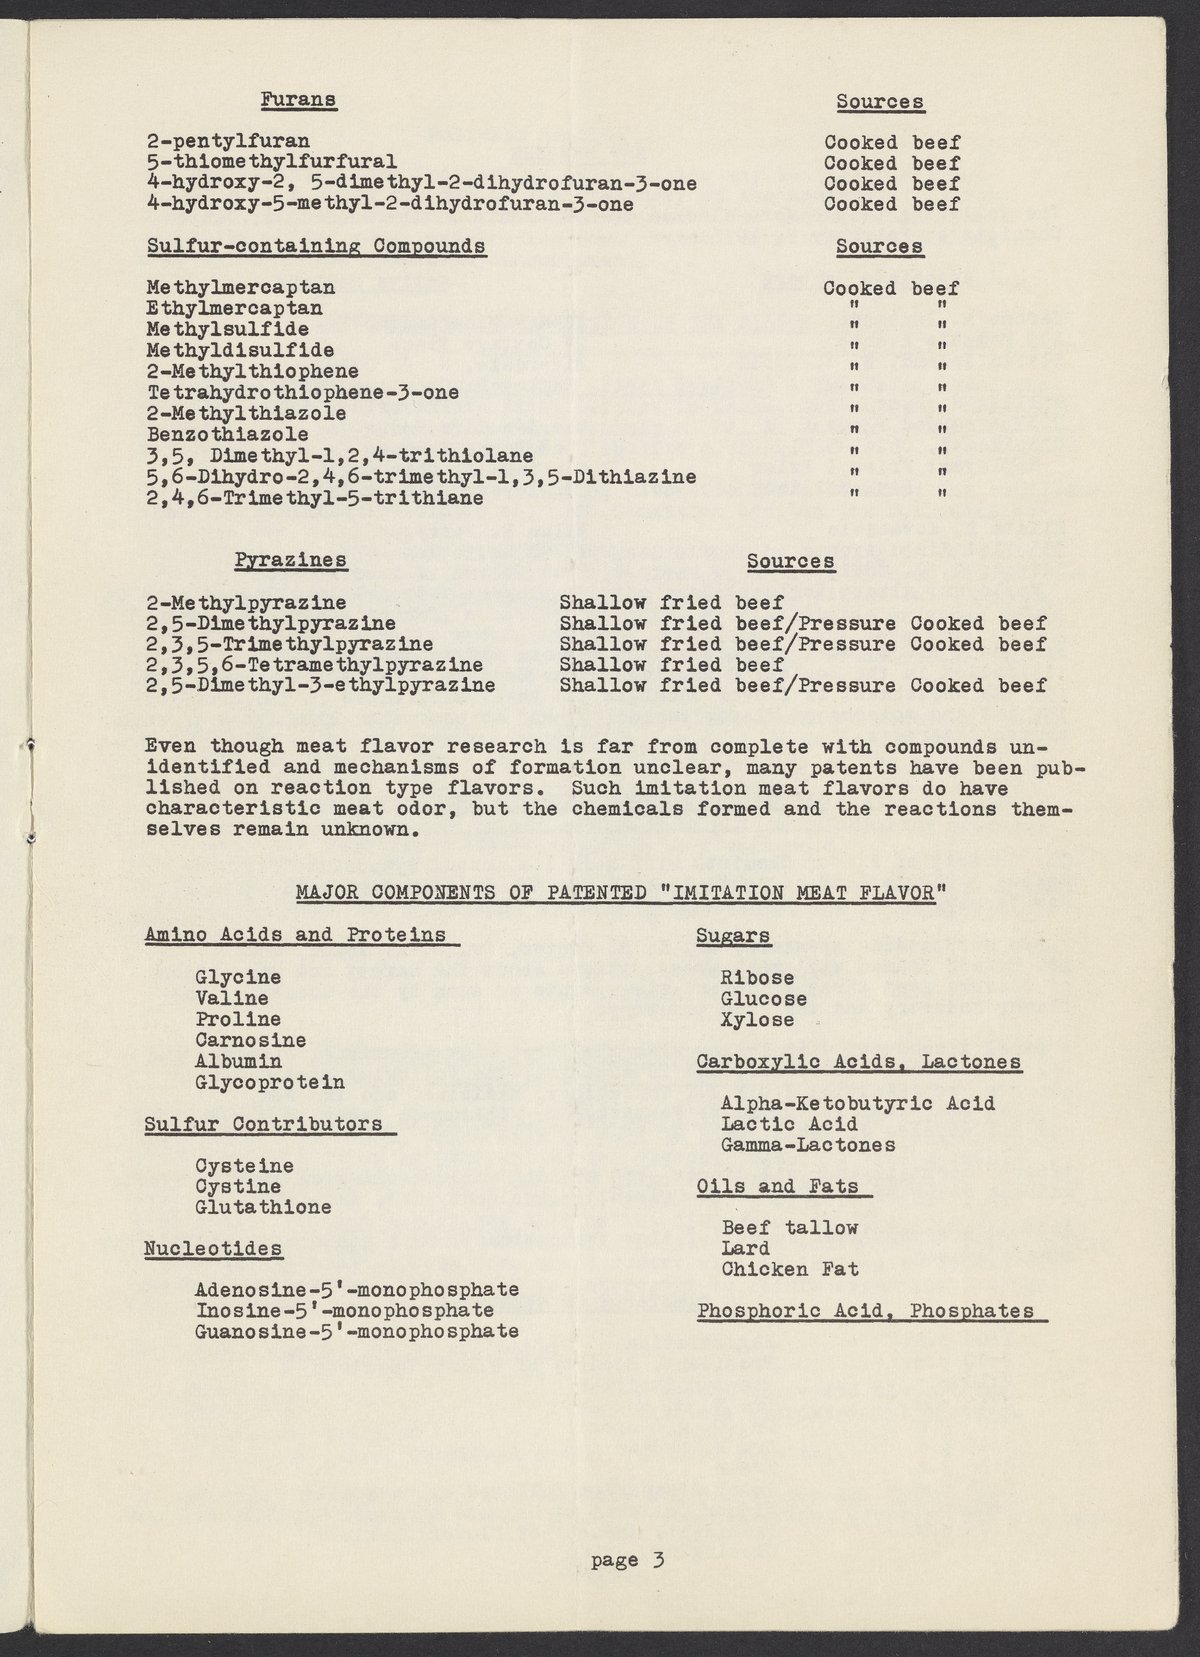 Furans Sources
2-pentylfuran Cooked beef
5-thiomethylfurfural Cooked beef
4-hydroxy-2, 5-dimethyl-2-dihydrofuran-3-one Cooked beef
4-hydroxy-5-methyl-2-dihydrofuran-3-one Cooked beef
Sulfur-containing Compounds Sources
Methylmercaptan Cooked beef
Ethylmercaptan " "
Methylsulfide " "
Methyldisulfide " "
2-Methylthiophene " "
Tetrahydrothiophene-3-one " "
2-Methylthiazole " "
Benzothiazole " "
3,5, Dimethyl-1,2,4-trithiolane " "
5,6-Dihydro-2,4,6-trimethyl-1,3,5-Dithiazine " "
2,4,6-Trimethyl-5-trithiane " "
Pyrazines Sources
2-Methylpyrazine Shallow fried beef
2,5-Dimethylpyrazine Shallow fried beef/Pressure Cooked beef
2,3,5-Trimethylpyrazine Shallow fried beef/Pressure Cooked beef
2,3,5,6-Tetramethylpyrazine Shallow fried beef
2,5-Dimethyl-3-ethylpyrazine Shallow fried beef/Pressure Cooked beef
Even though meat flavor research is far from complete with compounds un-
identified and mechanisms of formation unclear, many patents have been pub-
lished on reaction type flavors. Such imitation meat flavors do have
characteristic meat odor, but the chemicals formed and the reactions them-
selves remain unknown.
MAJOR COMPONENTS OF PATENTED "IMITATION MEAT FLAVOR"
Amino Acids and Proteins
Glycine
Valine
Proline
Carnosine
Albumin
Glycoprotein
Sulfur Contributors
Cysteine
Cystine
Glutathione
Nucleotides
Adenosine-5'-monophosphate
Inosine-5'-monophosphate
Guanosine-5'-monophosphate
Sugars
Ribose
Glucose
Xylose
Carboxylic Acids, Lactones
Alpha-Ketobutyric Acid
Lactic Acid
Gamma-Lactones
Oils and Fats
Beef tallow
Lard
Chicken Fat
Phosphoric Acid, Phosphates
page 3